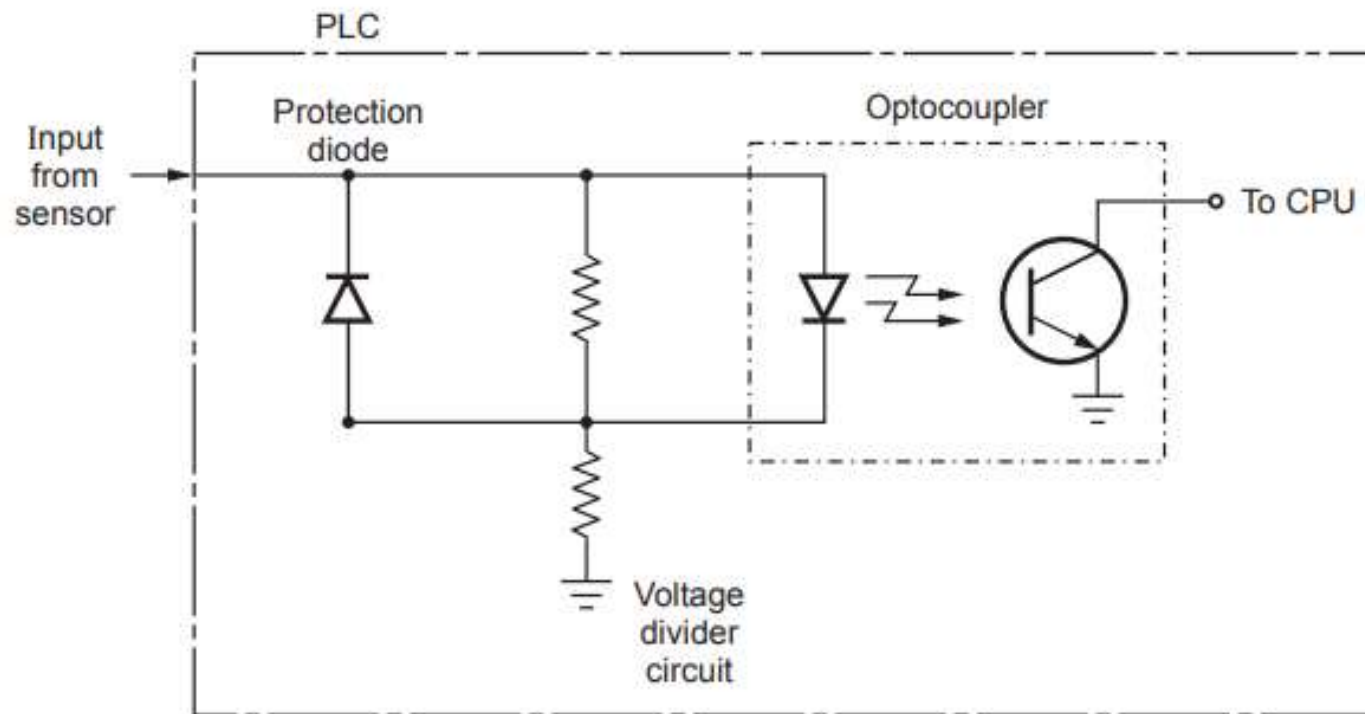 PLC
Protection
diode
Optocoupler
Input
from
sensor
To CPU
Voltage
divider
circuit